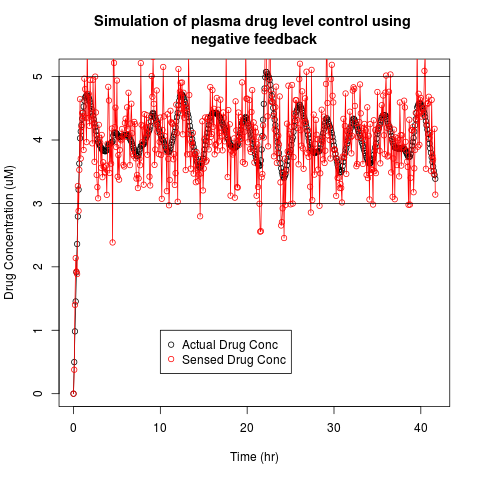 Simulation of plasma drug level control using
negative feedback
Drug Concentration (uM)
5
4
3
2
1
0
Actual Drug Conc
Sensed Drug Conc
0 10 20 30 40
Time (hr)